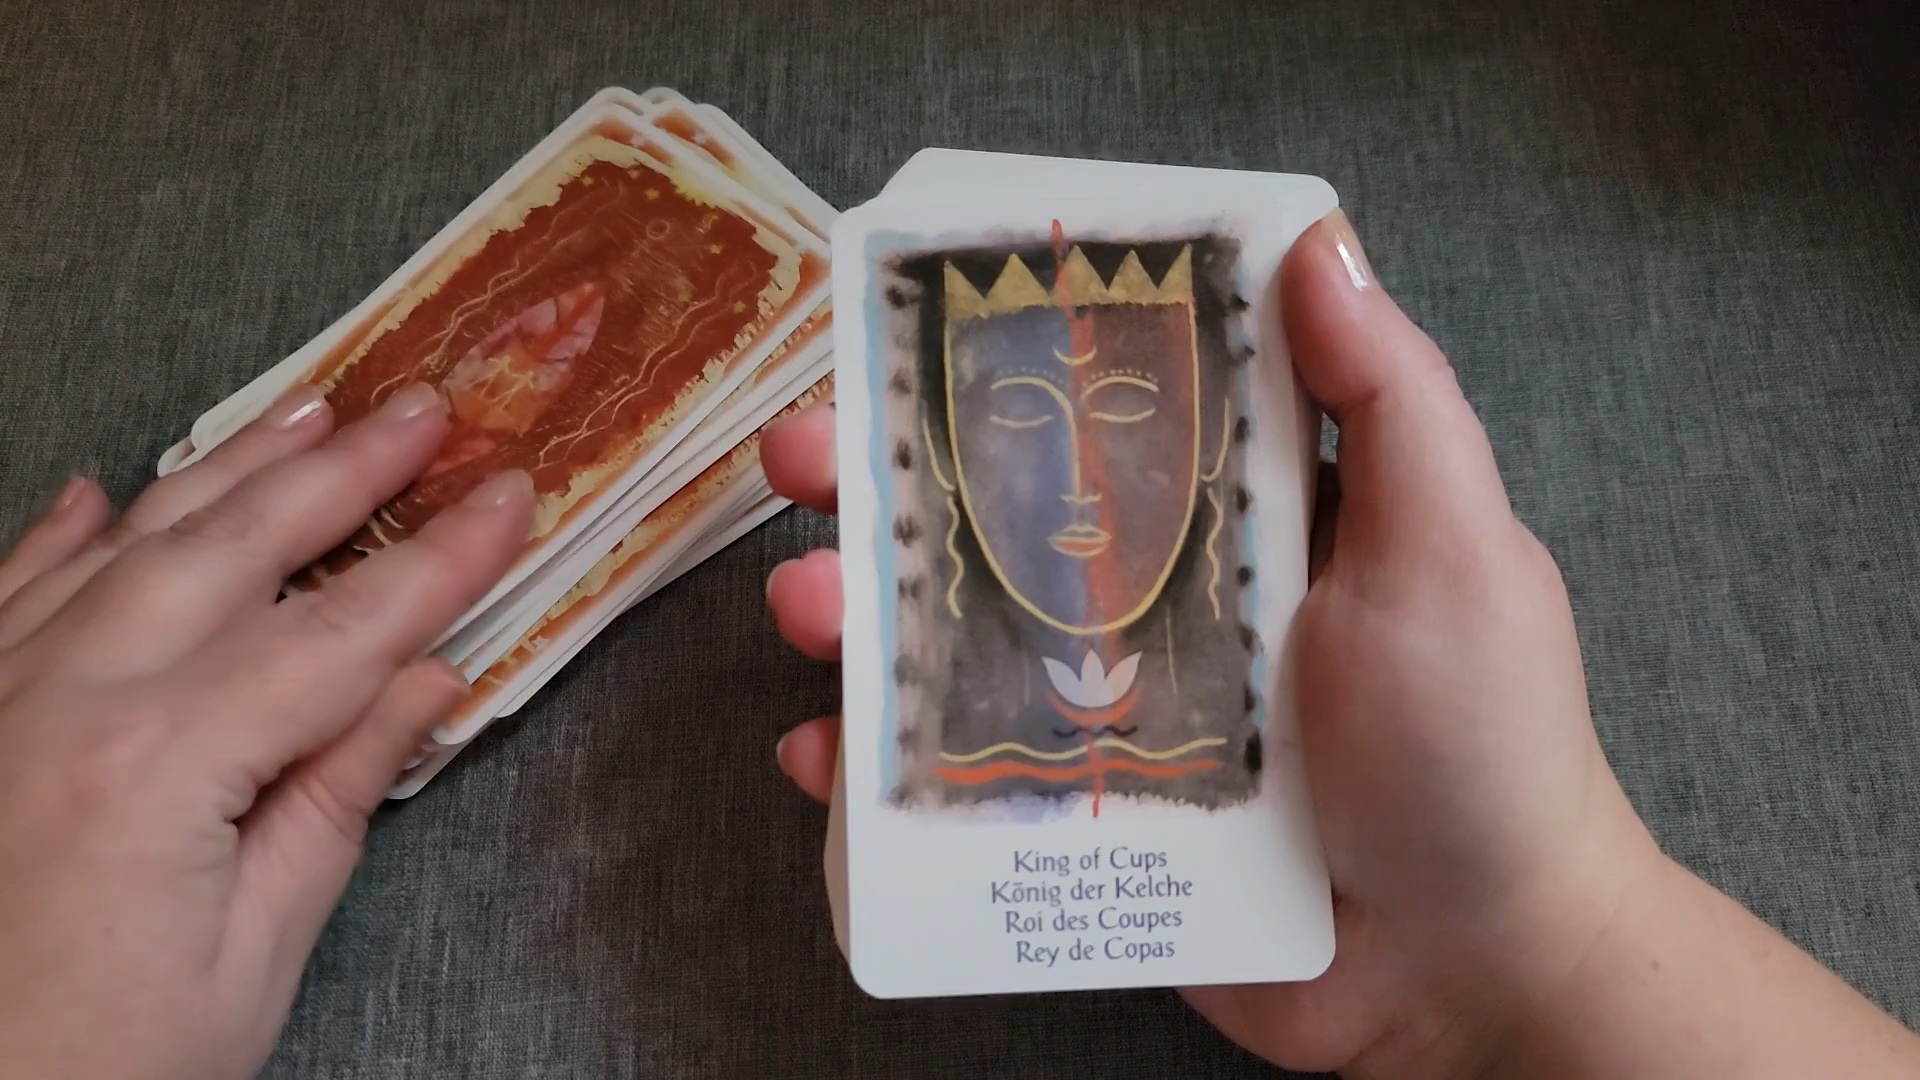 King of Cups
König der Kelche
Roi des Coupes
Rey de Copas